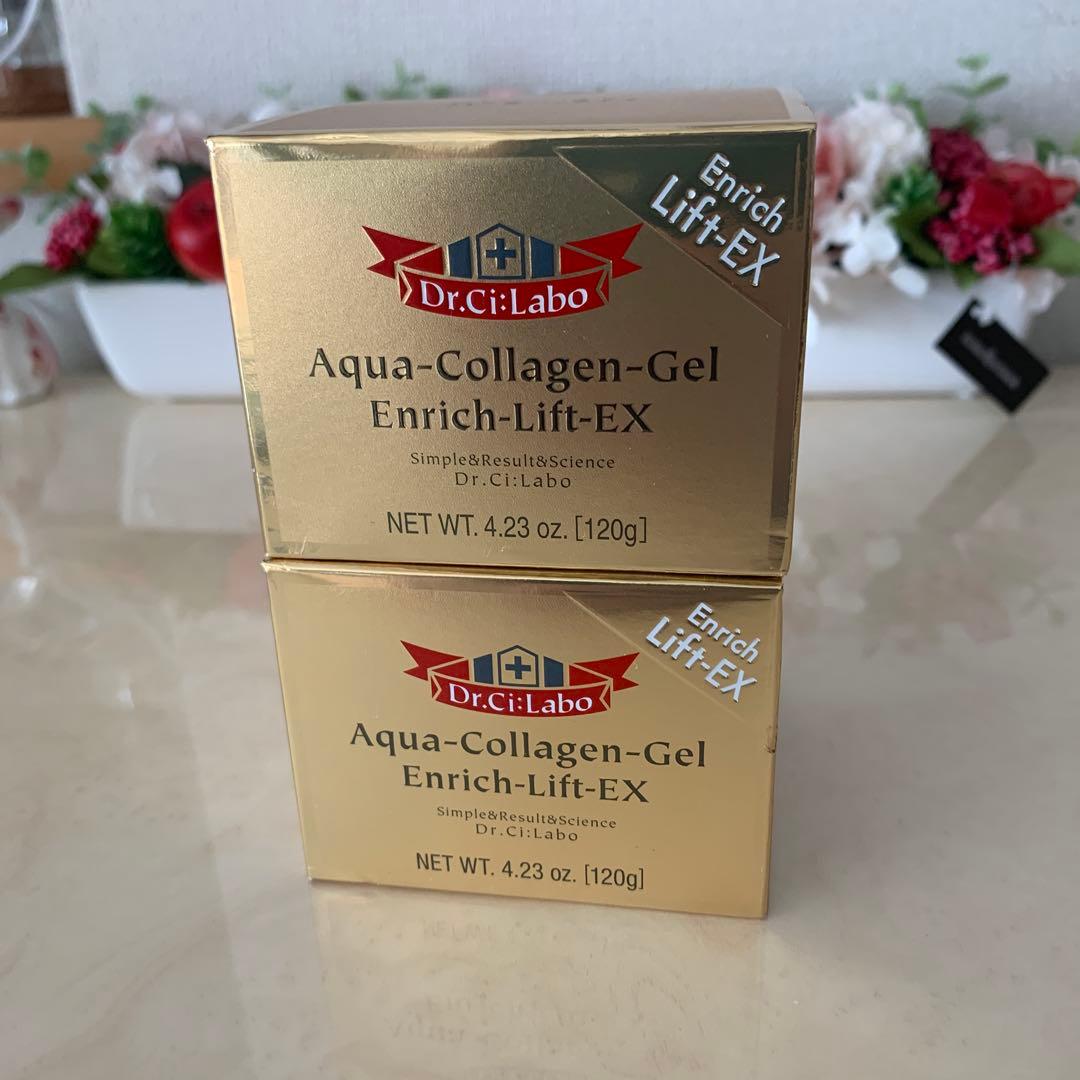 Enrich
Lift-EX
Dr.Ci:Labo
Aqua-Collagen-Gel
Enrich-Lift-EX
Simple&Result&Science
Dr.Ci:Labo
NET WT. 4.23 oz. [120g]
Enrich
Lift-EX
Dr.Ci:Labo
Aqua-Collagen-Gel
Enrich-Lift-EX
Simple&Result&Science
Dr.Ci:Labo
NET WT. 4.23 oz. [120g]